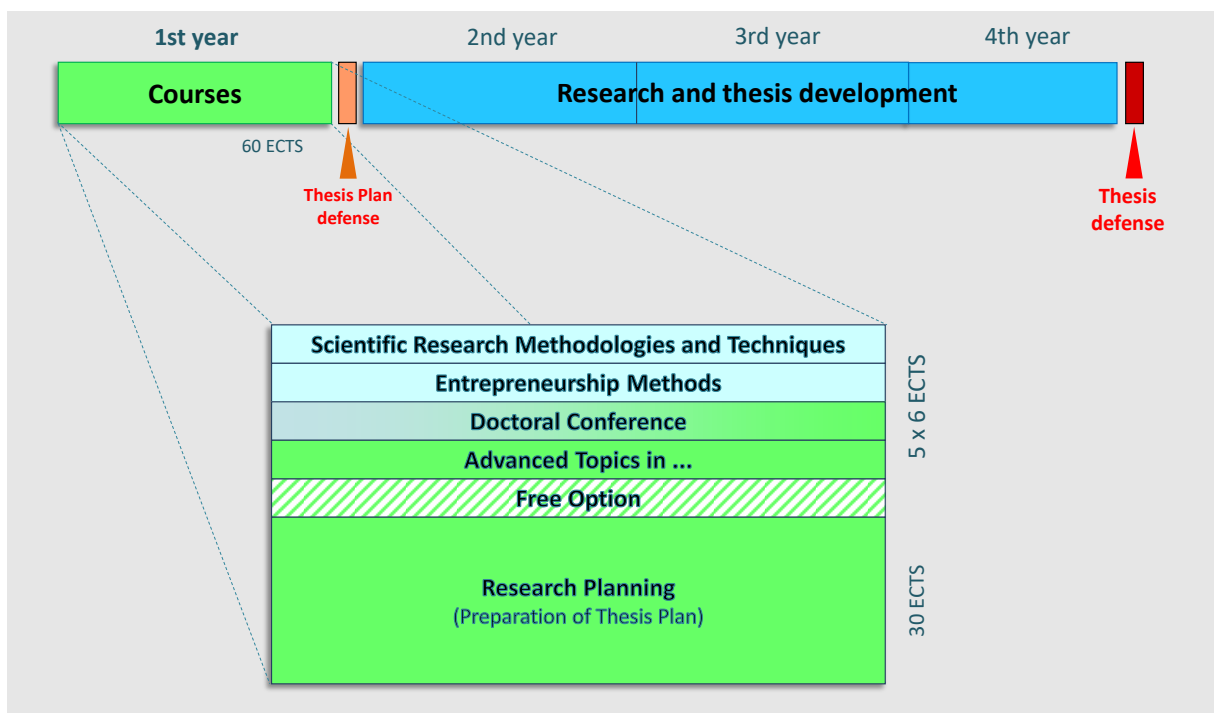 1st year
2nd year
3rd year
4th year
Courses
Research and thesis development
60 ECTS
Thesis Plan
defense
Thesis
defense
Scientific Research Methodologies and Techniques
Entrepreneurship Methods
Doctoral Conference
Advanced Topics in ...
Free Option
5 x 6 ECTS
Research Planning
(Preparation of Thesis Plan)
30 ECTS